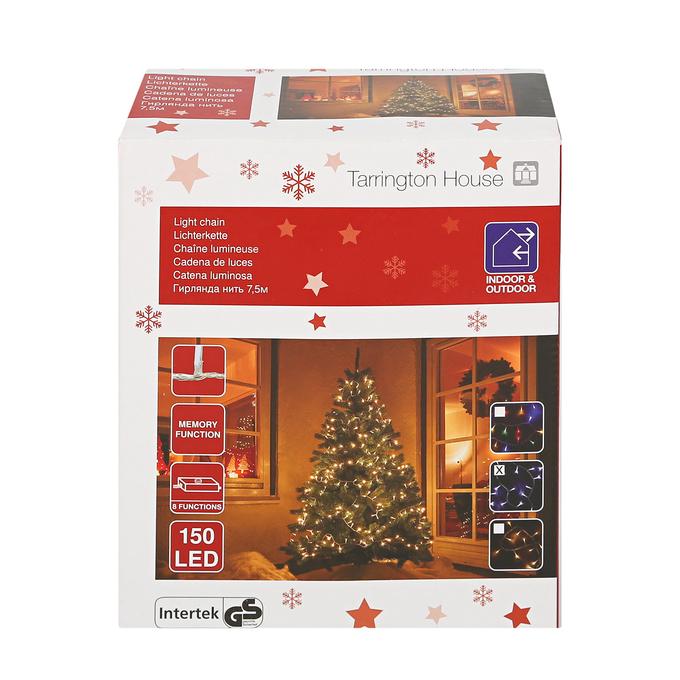 Tarrington House
Light chain
Lichterkette
Chaîne lumineuse
Cadena de luces
Catena luminosa
Гирлянда нить
7,5м
Tarrington House
Light chain
Lichterkette
Chaîne lumineuse
Cadena de luces
Catena luminosa
Гирлянда нить 7,5м
INDOOR &
OUTDOOR
MEMORY
FUNCTION
8 FUNCTIONS
150
LED
X
Intertek GS